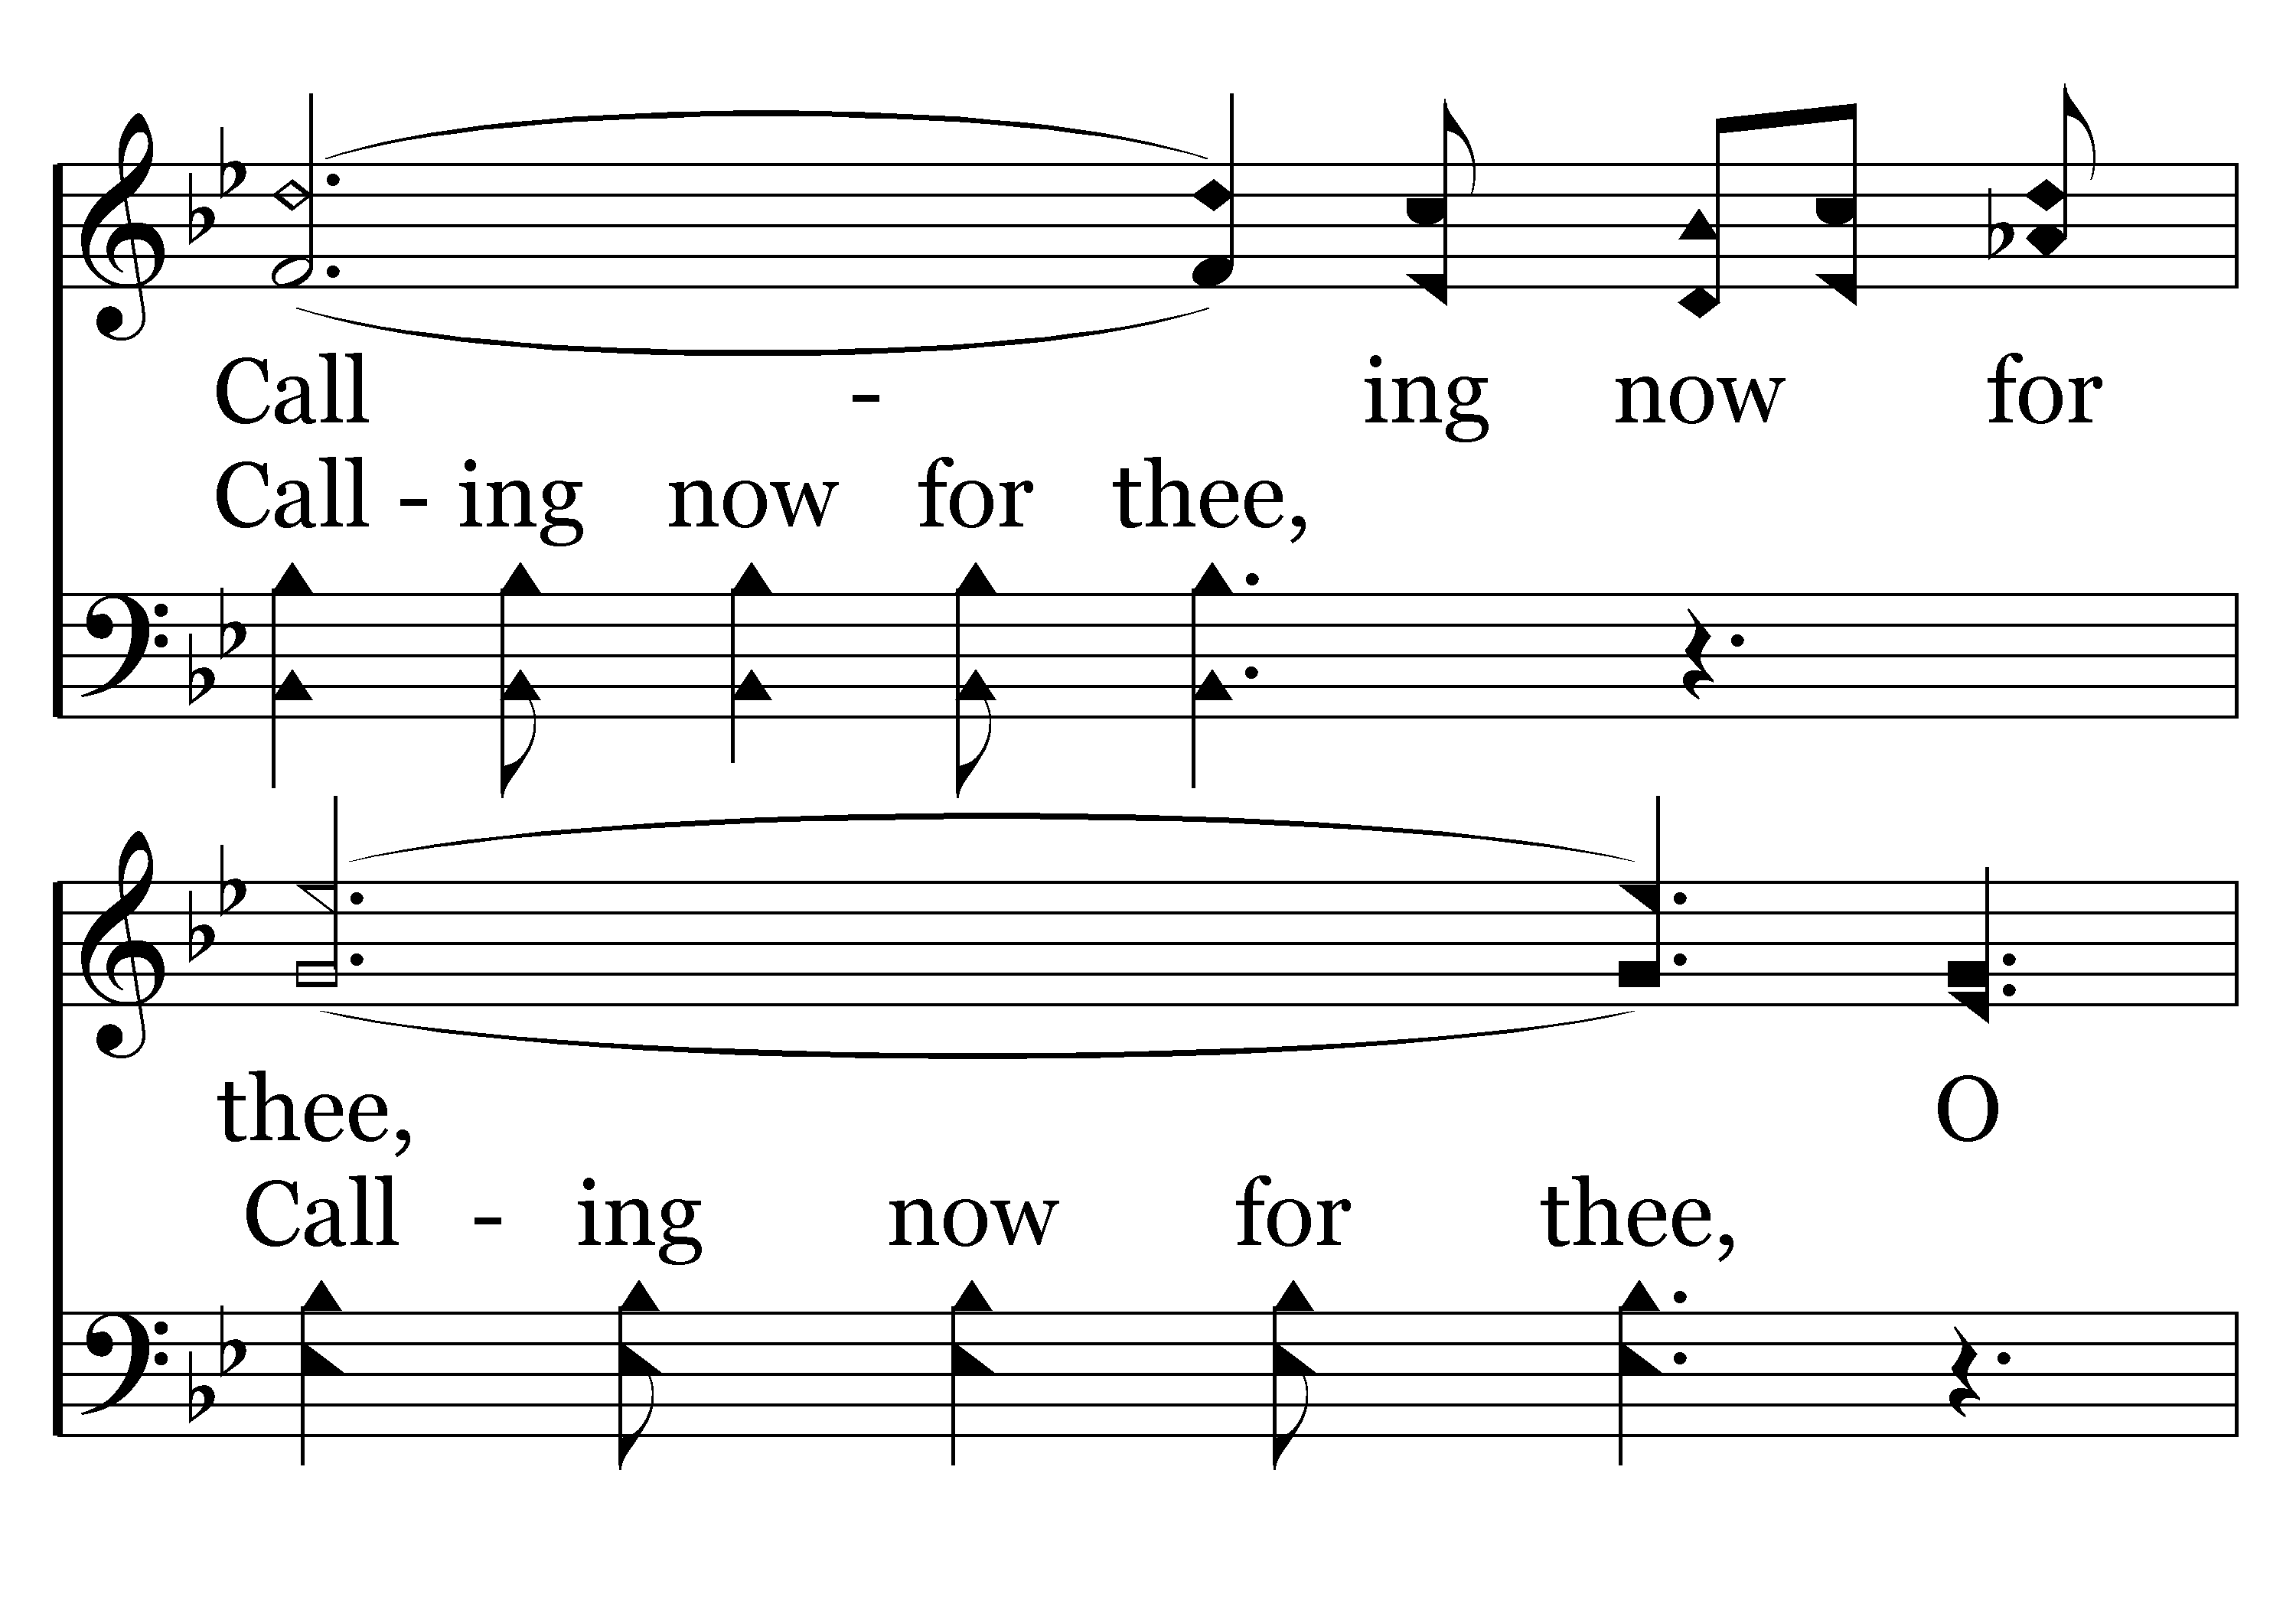 Call - ing now for
Call - ing now for thee,
thee, O
Call - ing now for thee,